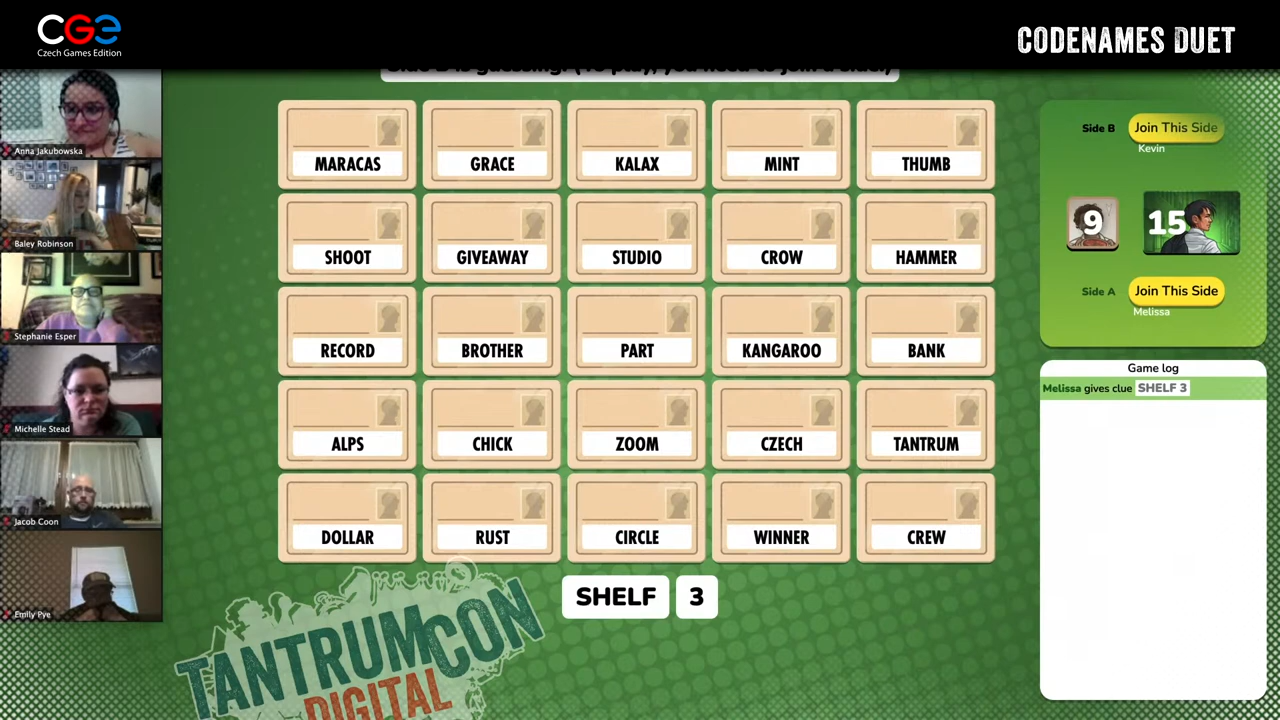 CGE
Czech Games Edition
CODENAMES DUET
Anna Jakubowska
Baley Robinson
Stephanie Esper
Michelle Stead
Jacob Coon
Emily Pye
MARACAS
GRACE
KALAX
MINT
THUMB
SHOOT
GIVEAWAY
STUDIO
CROW
HAMMER
RECORD
BROTHER
PART
KANGAROO
BANK
ALPS
CHICK
ZOOM
CZECH
TANTRUM
DOLLAR
RUST
CIRCLE
WINNER
CREW
SHELF 3
TANTRUMCON
DIGITAL
Side B Join This Side
Kevin
9 15
Side A Join This Side
Melissa
Game log
Melissa gives clue SHELF 3